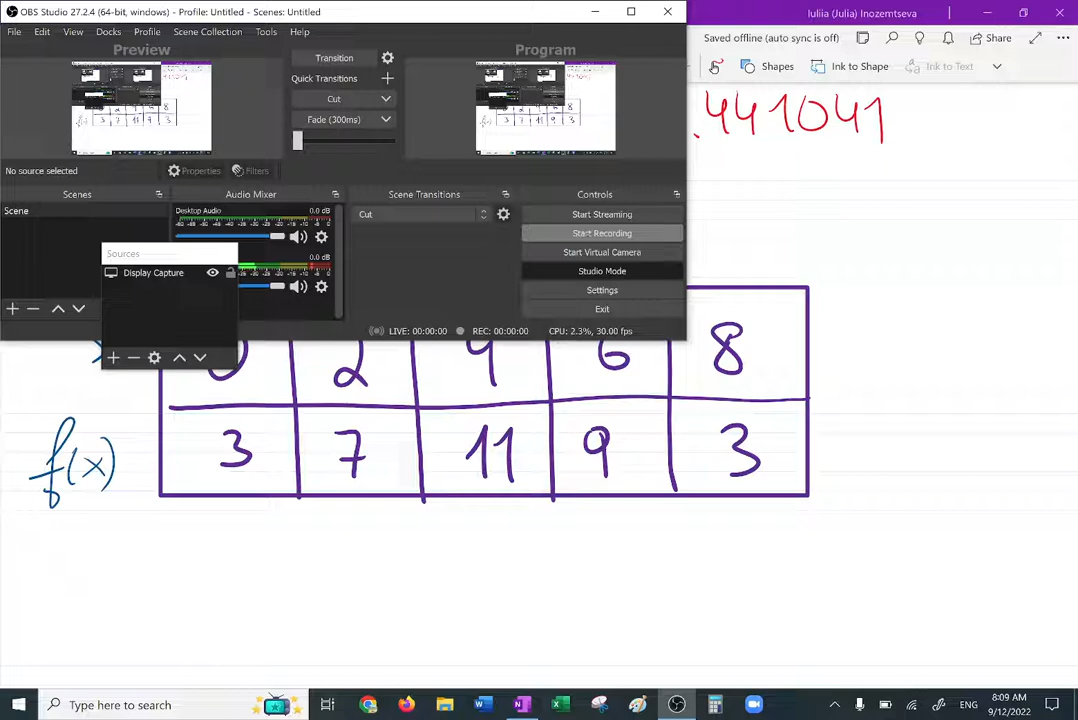 OBS Studio 27.2.4 (64-bit, windows) - Profile: Untitled - Scenes: Untitled
Iuliia (Julia) Inozemtseva
File Edit View Docks Profile Scene Collection Tools Help
Saved offline (auto sync is off)
Share
Preview
Program
Transition
Quick Transitions
Cut
Fade (300ms)
Shapes
Ink to Shape
Ink to Text
.441041
No source selected
Properties
Filters
Scenes
Audio Mixer
Scene Transitions
Controls
Scene
Desktop Audio
0.0 dB
Cut
Start Streaming
Start Recording
Sources
0.0 dB
Start Virtual Camera
Display Capture
Studio Mode
Settings
Exit
LIVE: 00:00:00
REC: 00:00:00
CPU: 2.3%, 30.00 fps
0 2 4 6 8
f(x) 3 7 11 9 3
Type here to search
ENG
8:09 AM
9/12/2022